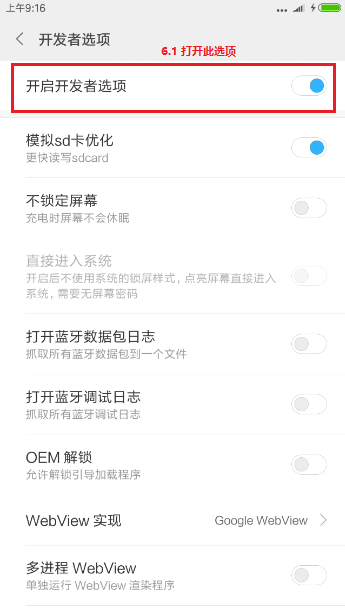 上午9:16
开发者选项
6.1 打开此选项
开启开发者选项
模拟sd卡优化
更快读写sdcard
不锁定屏幕
充电时屏幕不会休眠
直接进入系统
开启后不使用系统的锁屏样式，点亮屏幕直接进入
系统，需要无屏幕密码
打开蓝牙数据包日志
抓取所有蓝牙数据包到一个文件
打开蓝牙调试日志
抓取所有蓝牙调试日志
OEM 解锁
允许解锁引导加载程序
WebView 实现
Google WebView
多进程 WebView
单独运行 WebView 渲染程序